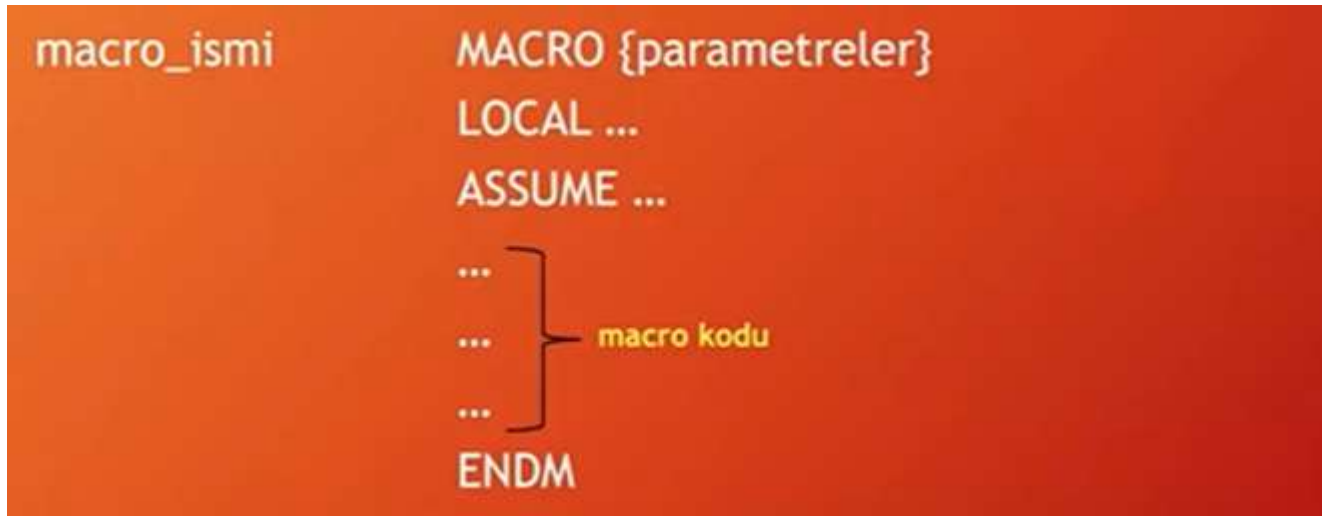 macro_ismi MACRO {parametreler}
LOCAL ...
ASSUME ...
...
... macro kodu
...
ENDM